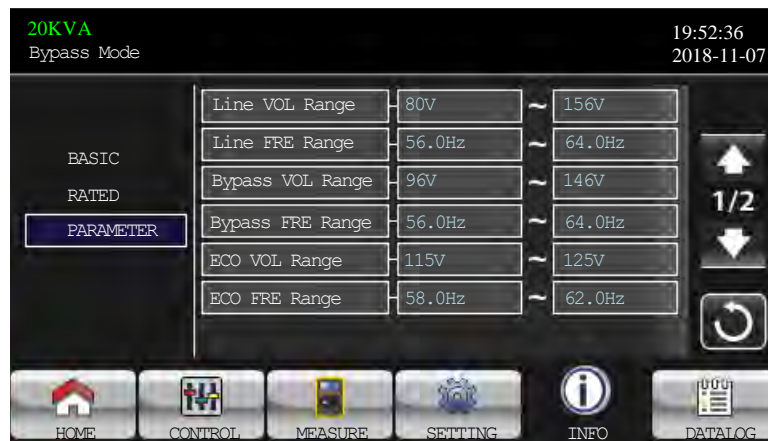 20KVA
Bypass Mode
19:52:36
2018-11-07
BASIC
RATED
PARAMETER
Line VOL Range 80V ~ 156V
Line FRE Range 56.0Hz ~ 64.0Hz
Bypass VOL Range 96V ~ 146V
Bypass FRE Range 56.0Hz ~ 64.0Hz
ECO VOL Range 115V ~ 125V
ECO FRE Range 58.0Hz ~ 62.0Hz
1/2
HOME CONTROL MEASURE SETTING INFO DATALOG